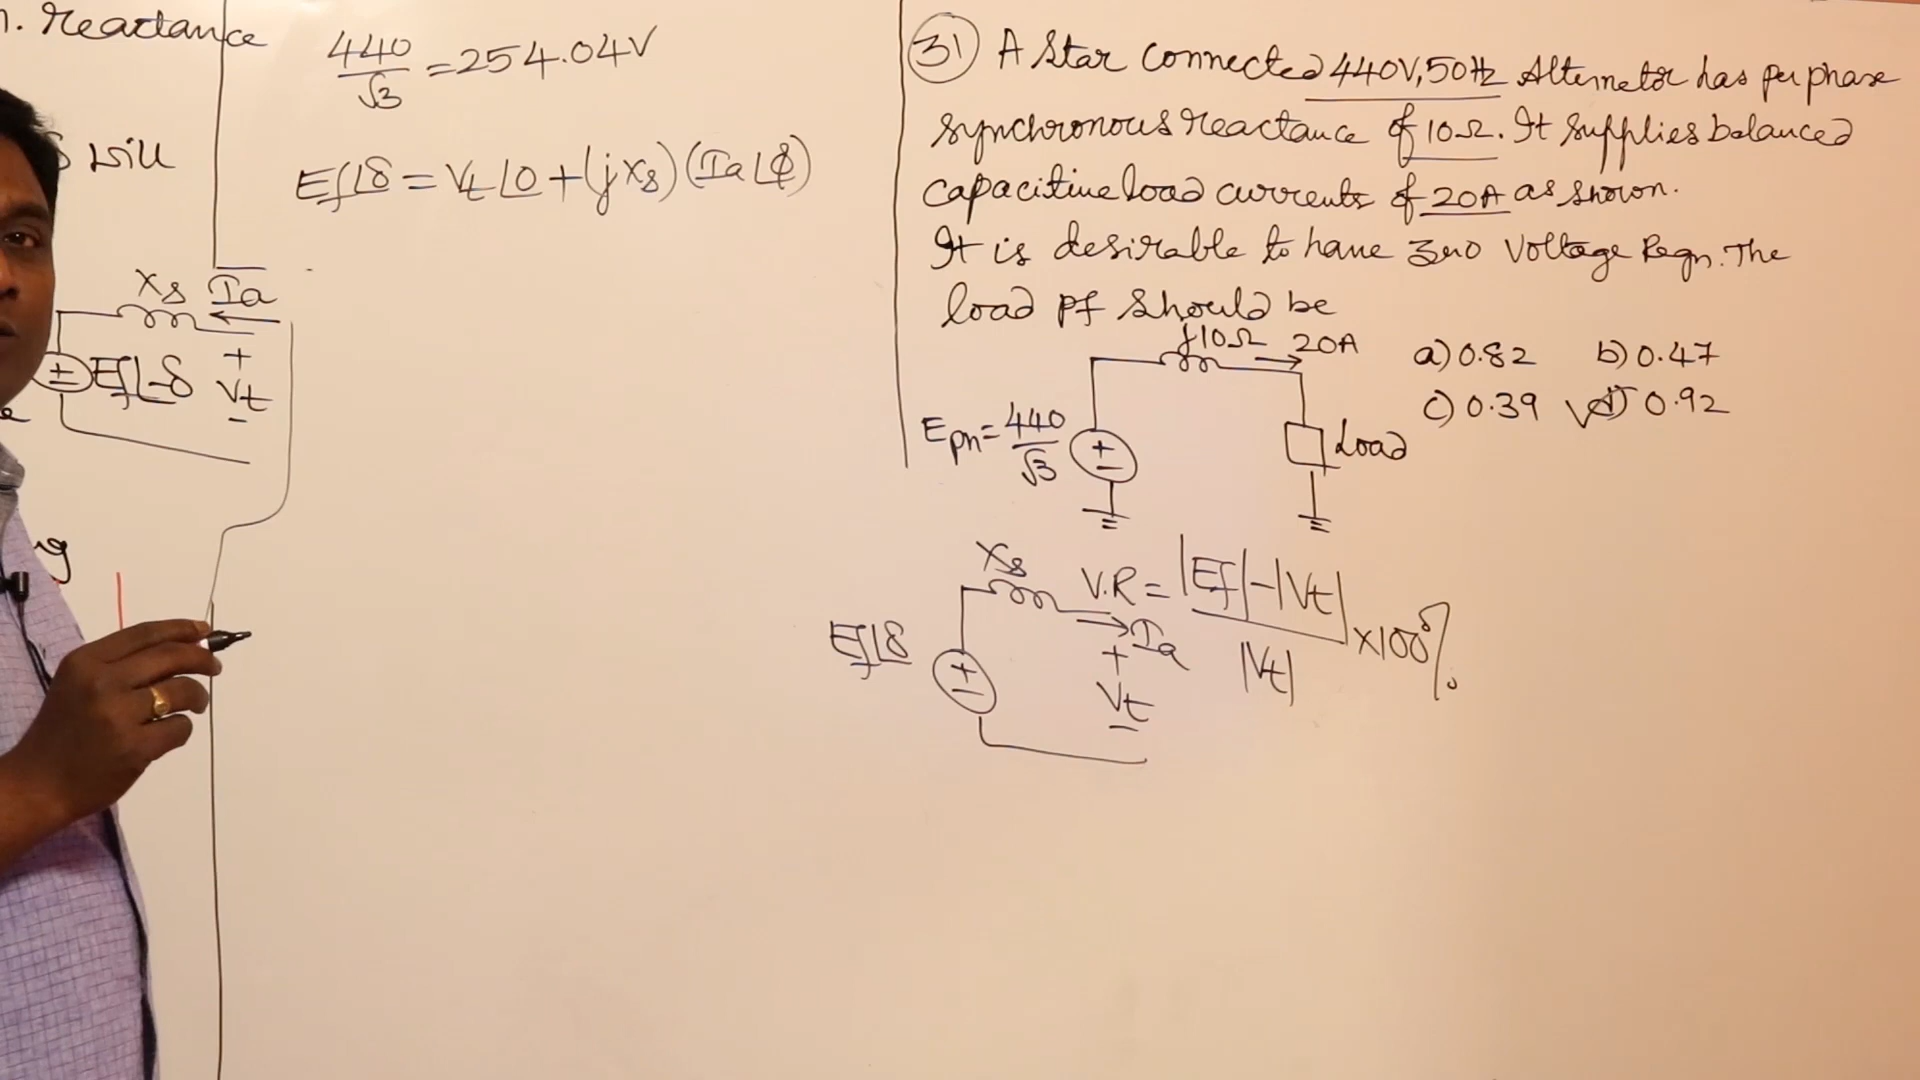 n. Reactance
will
Xs Ia
+
Ef∠-δ Vt
-
440/√3 = 254.04V
Ef∠δ = Vt∠0 + (jxs) (Ia∠ϕ)
31 A Star connected 440V, 50Hz Alternator has per phase
synchronous reactance of 10Ω. It supplies balanced
capacitive load currents of 20A as shown.
It is desirable to have zero Voltage Regn. The
load pf should be
j10Ω 20A
a) 0.82 b) 0.47
c) 0.39 d) 0.92
Eph = 440/√3 + - Load
Xs V.R = |Ef| - |Vt| / |Vt| × 100%
Ef∠δ + - Ia
+
Vt
-